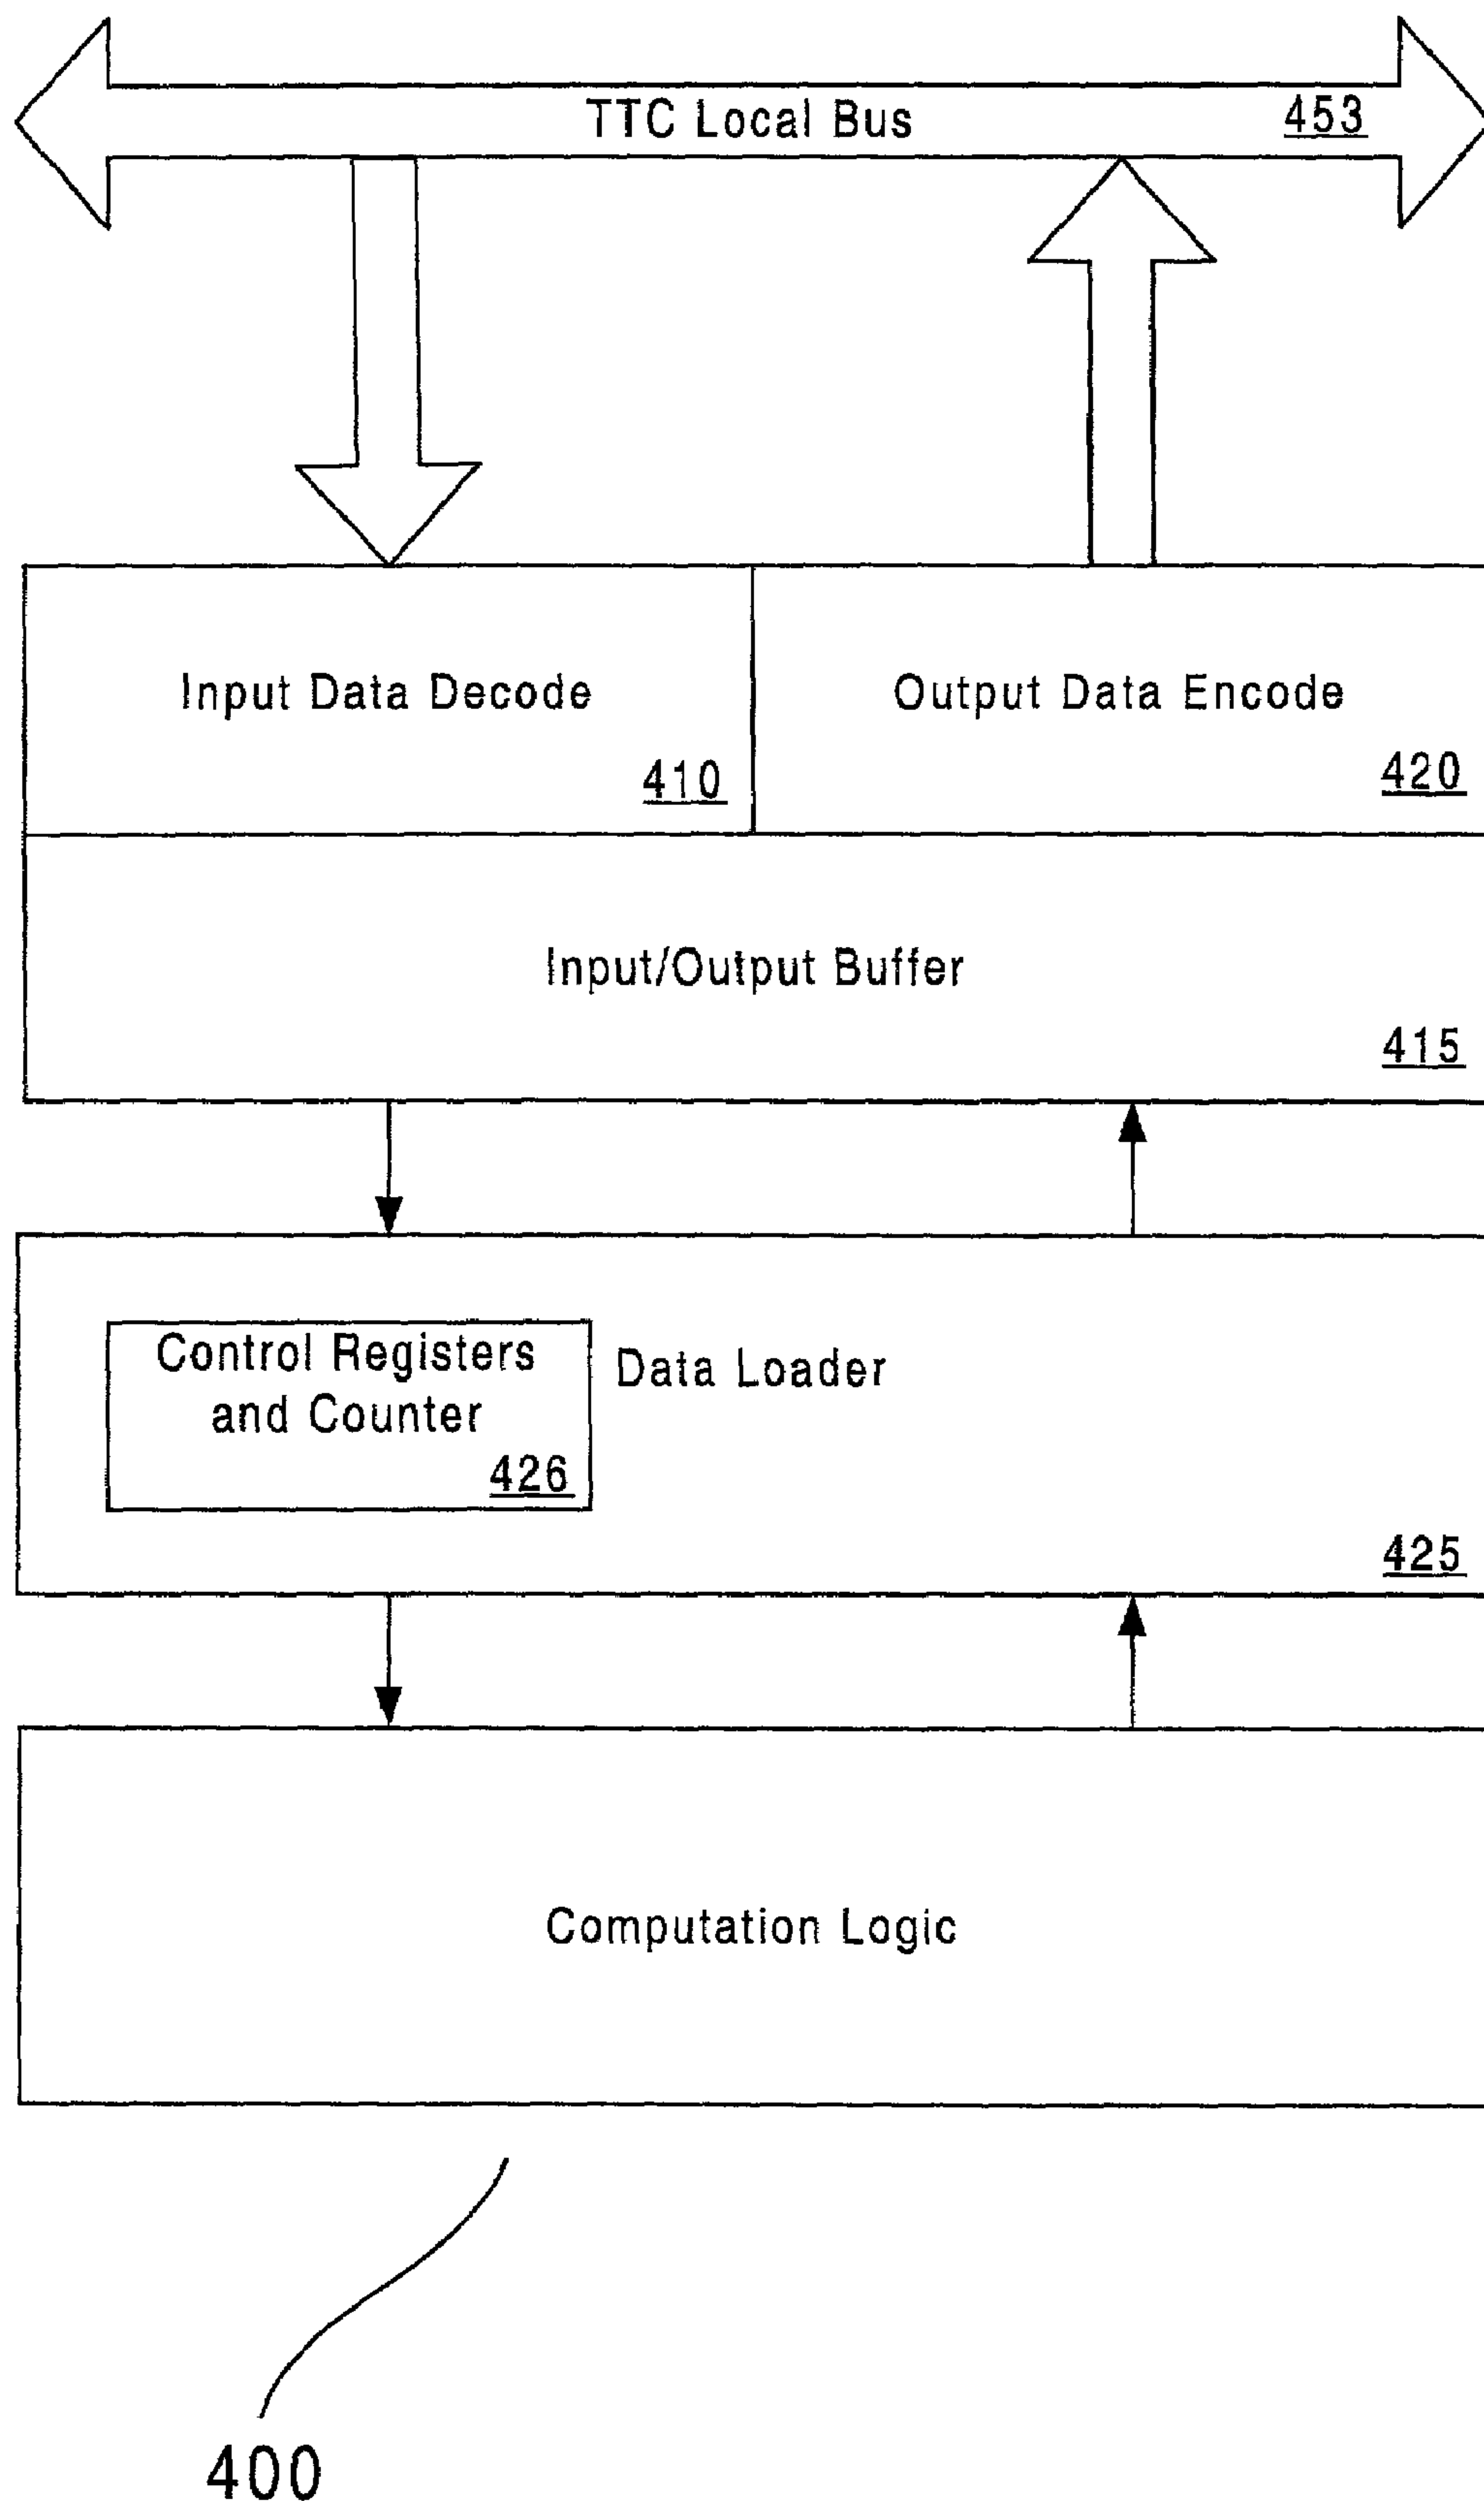 TTC Local Bus 453
Input Data Decode
410
Output Data Encode
420
Input/Output Buffer
415
Control Registers
and Counter
426
Data Loader
425
Computation Logic
400